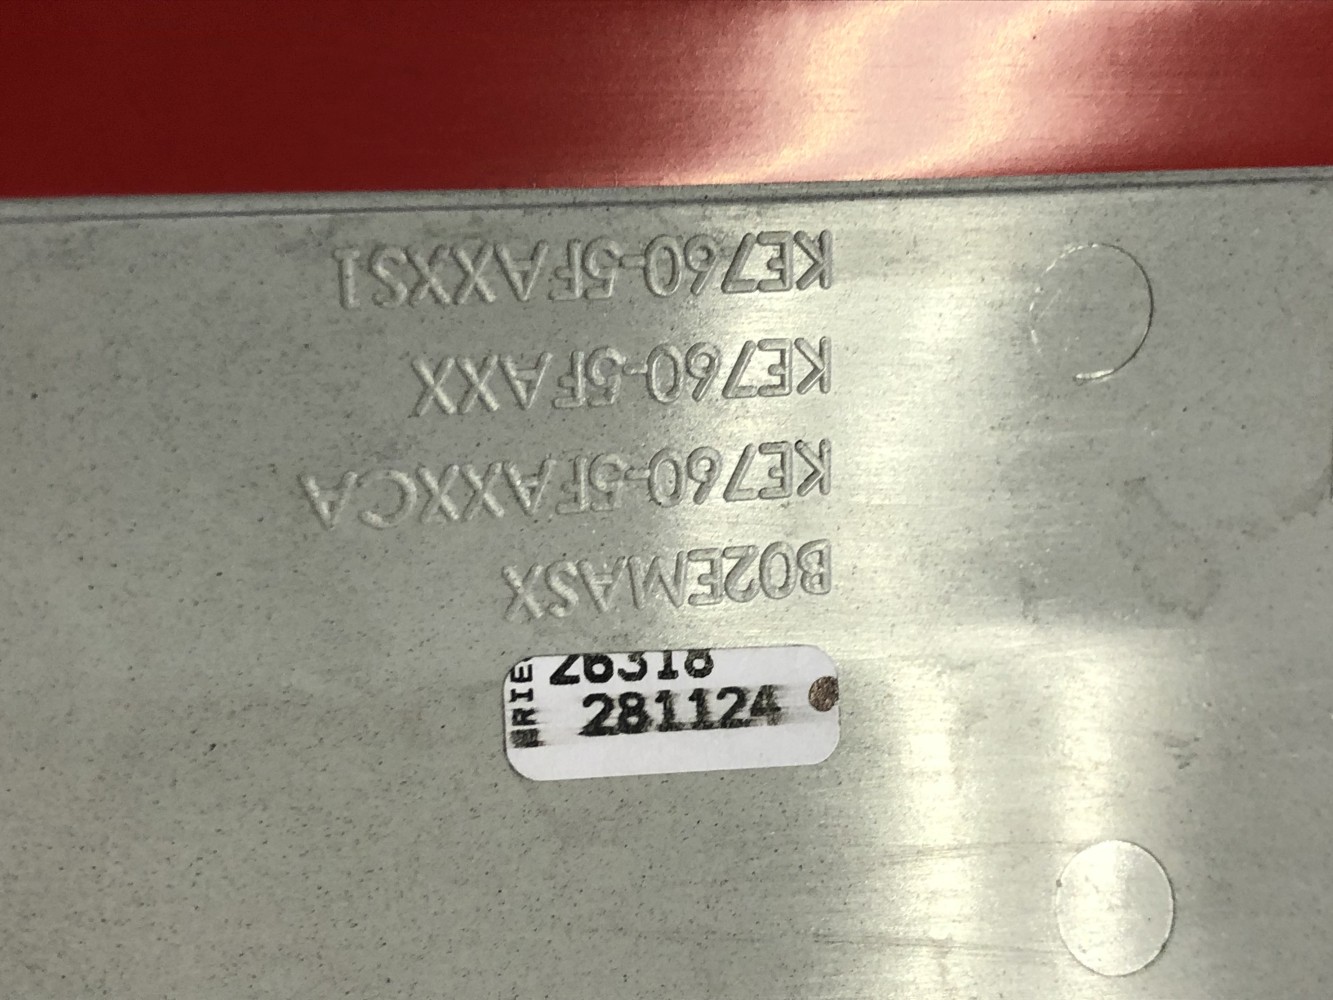 KE760-5FAXXS1
KE760-5FAXX
KE760-5FAXXCA
B02EMASX
26318
281124